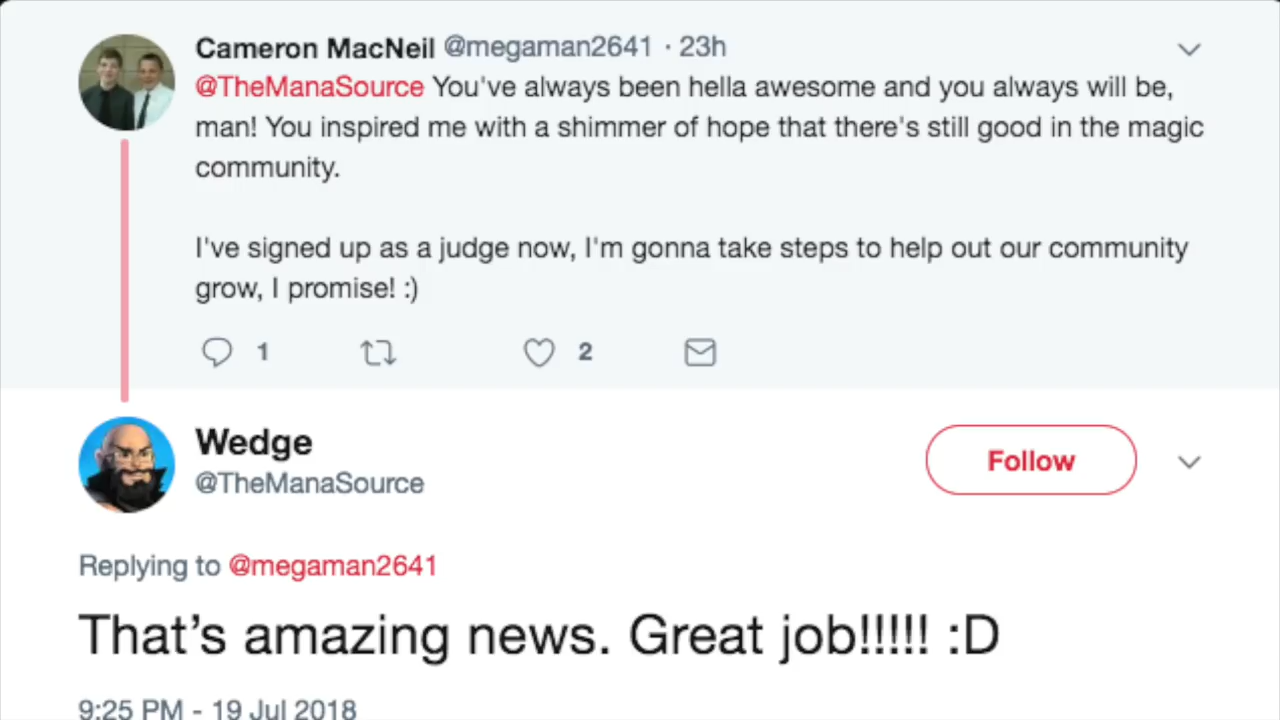 Cameron MacNeil @megaman2641 · 23h
@TheManaSource You've always been hella awesome and you always will be,
man! You inspired me with a shimmer of hope that there's still good in the magic
community.
I've signed up as a judge now, I'm gonna take steps to help out our community
grow, I promise! :)
1 2
Wedge
@TheManaSource
Follow
Replying to @megaman2641
That’s amazing news. Great job!!!!! :D
9:25 PM - 19 Jul 2018